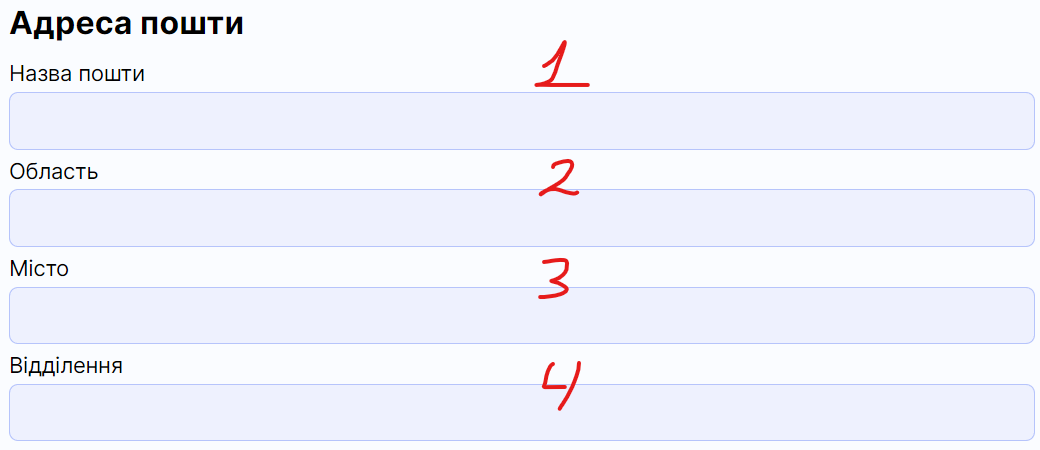 Адреса пошти
Назва пошти
1
Область
2
Місто
3
Відділення
4